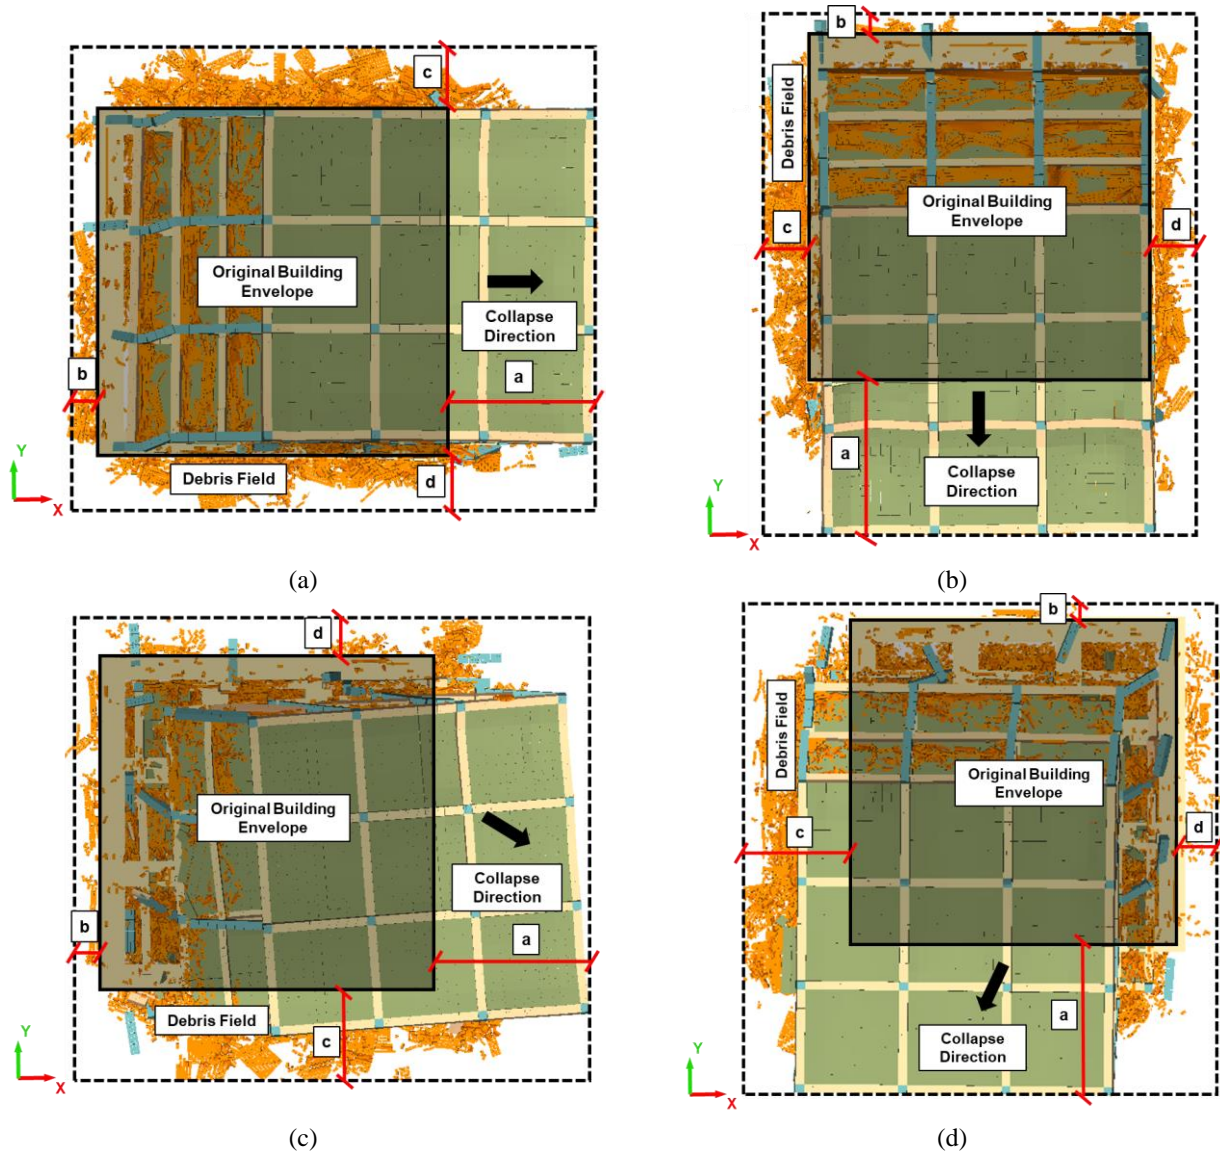 c
Original Building
Envelope
Collapse
Direction
b
a
Debris Field
d
Y
X
(a)
b
Debris Field
Original Building
Envelope
c
d
a
Collapse
Direction
Y
X
(b)
d
Original Building
Envelope
Collapse
Direction
b
a
Debris Field
c
Y
X
(c)
b
Debris Field
Original Building
Envelope
c
d
a
Collapse
Direction
Y
X
(d)